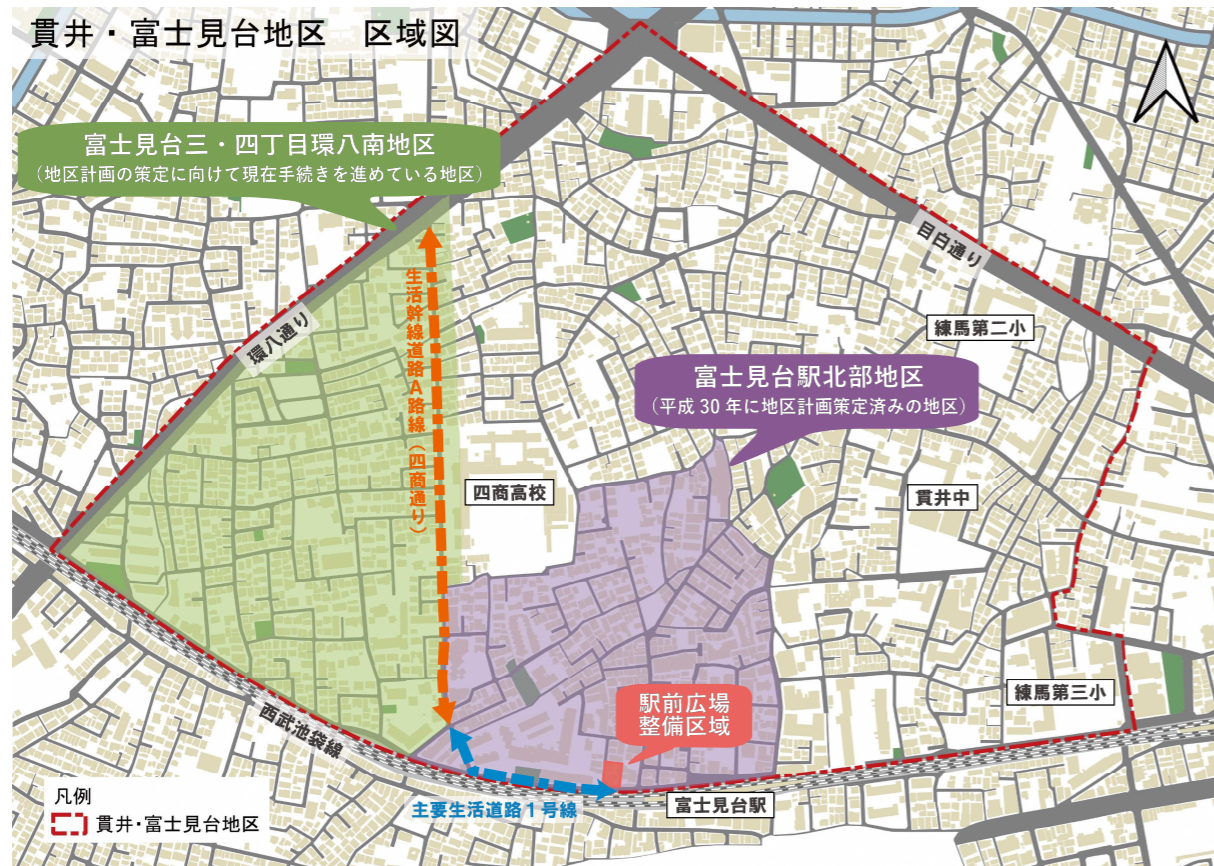 貫井・富士見台地区　区域図
富士見台三・四丁目環八南地区
（地区計画の策定に向けて現在手続きを進めている地区）
目白通り
生活幹線道路A路線（四商通り）
環八通り
練馬第二小
富士見台駅北部地区
（平成30年に地区計画策定済みの地区）
四商高校
貫井中
練馬第三小
駅前広場
整備区域
西武池袋線
主要生活道路1号線
富士見台駅
凡例
貫井・富士見台地区